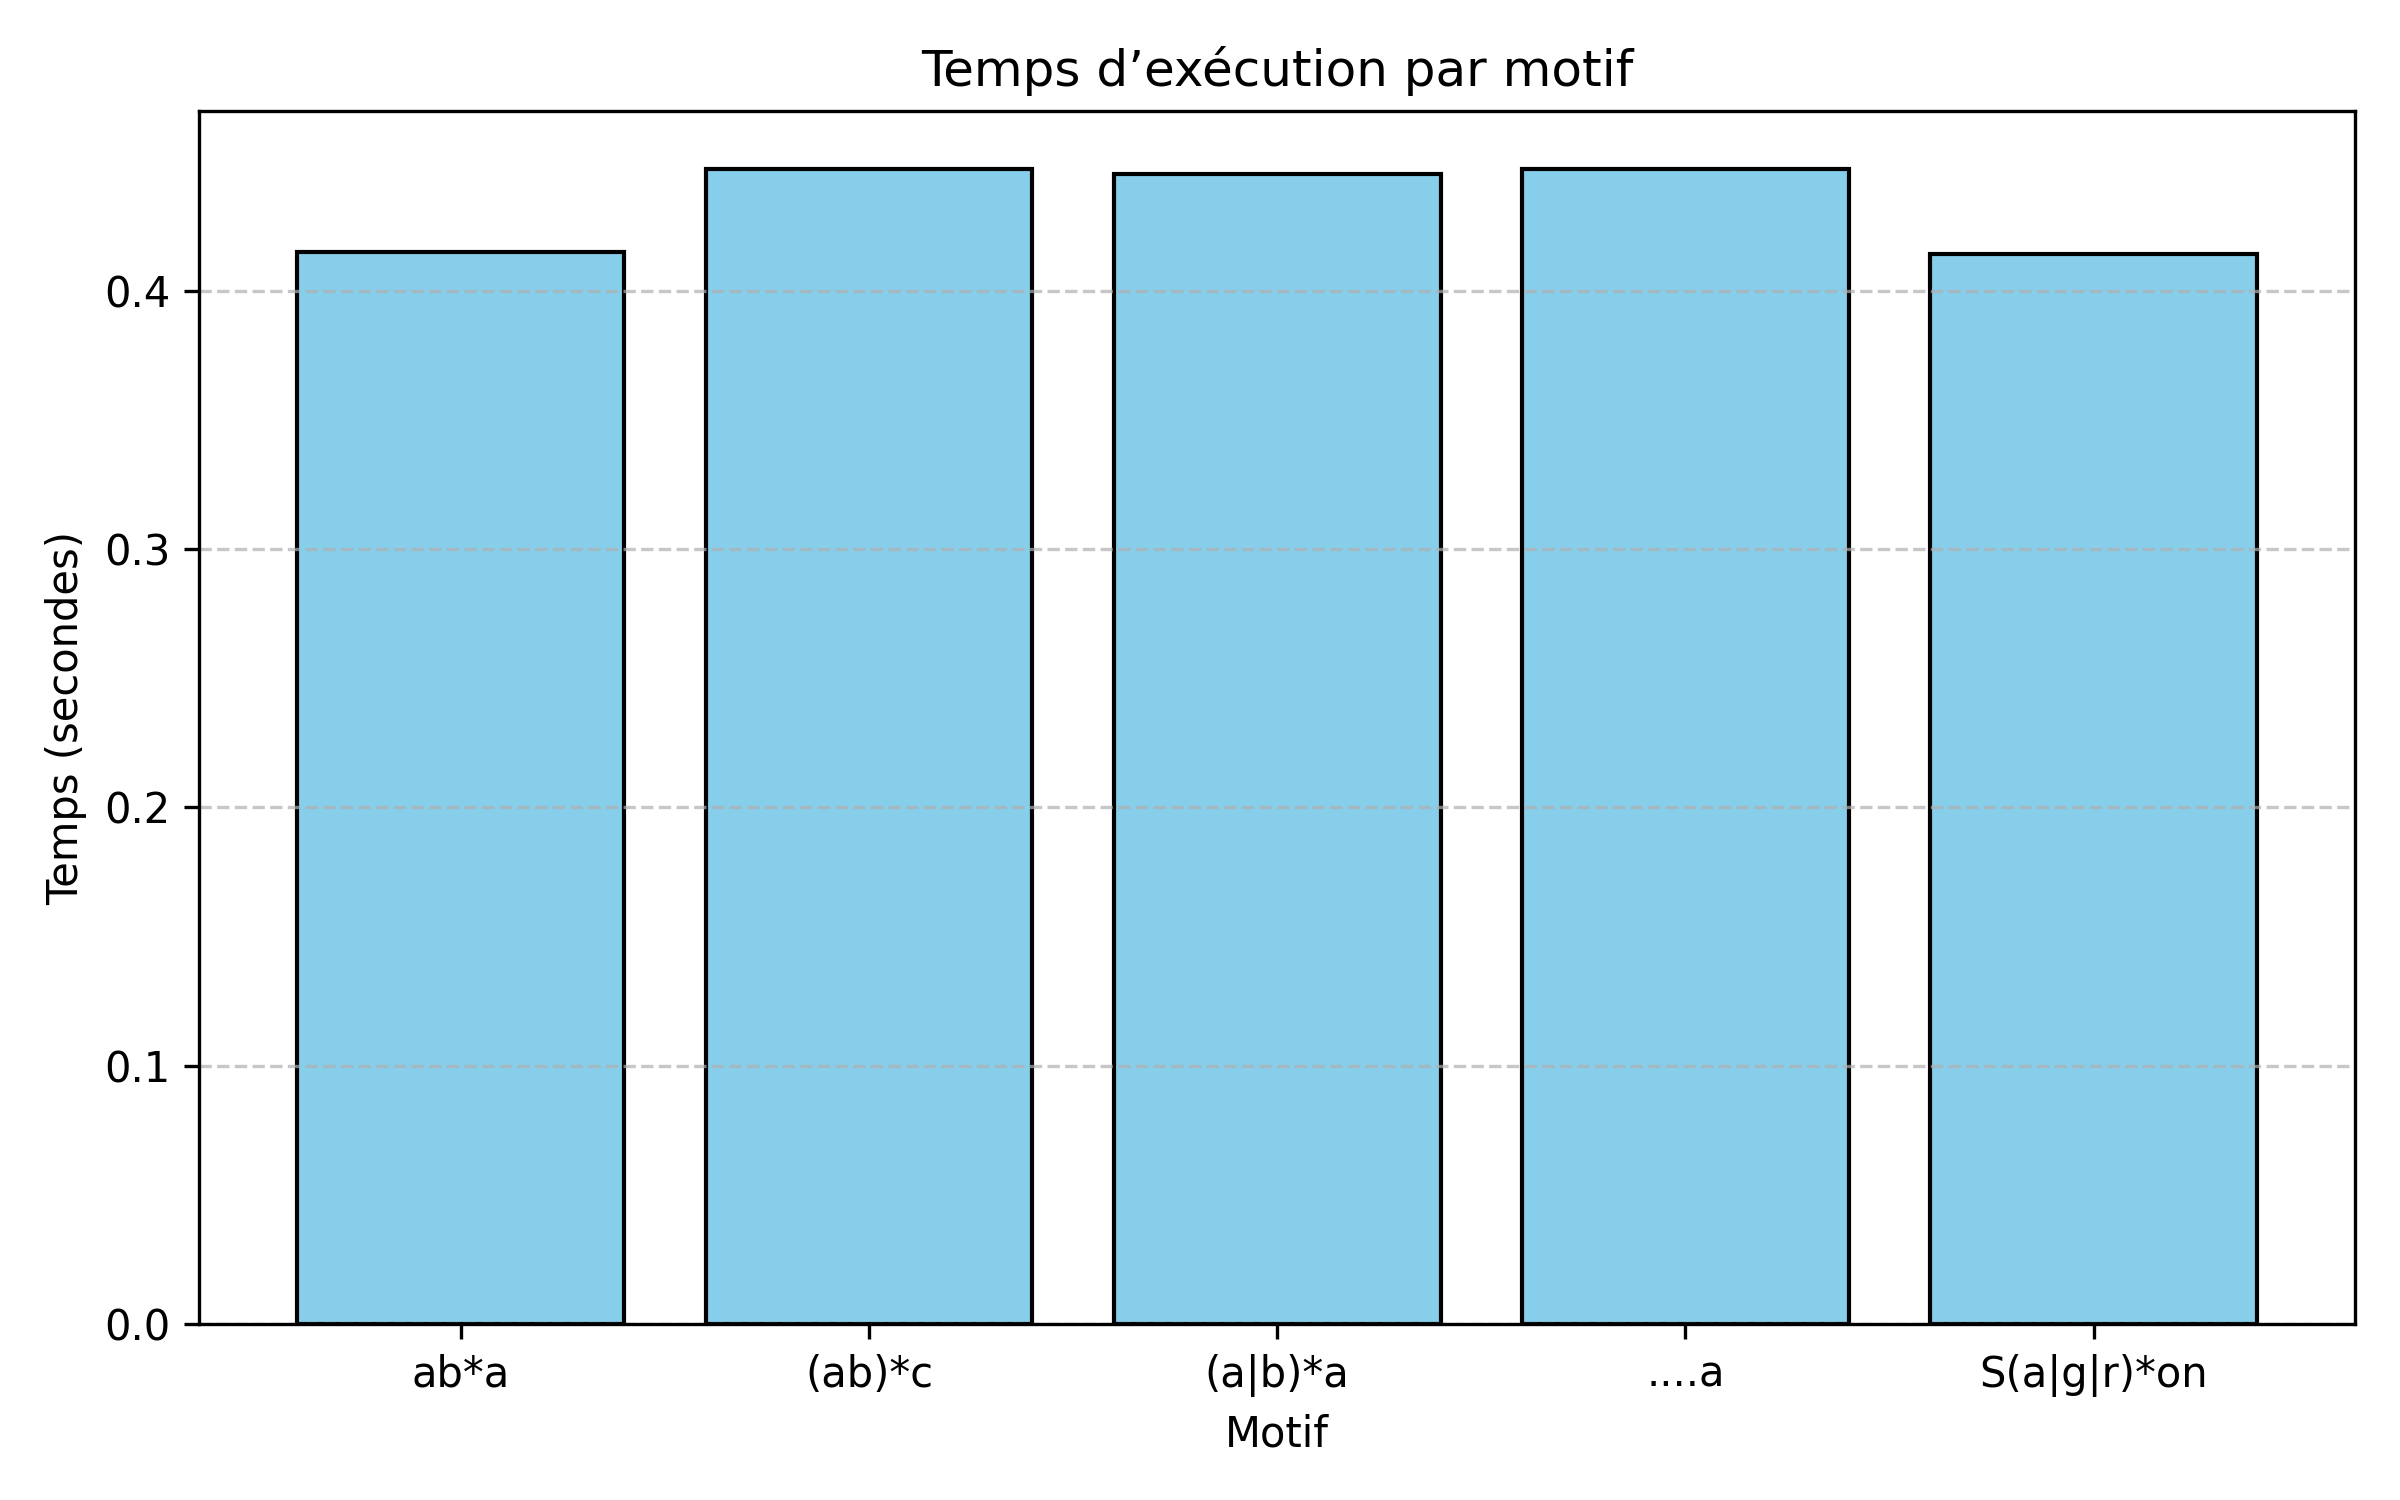 Temps d’exécution par motif
Temps (secondes)
0.4
0.3
0.2
0.1
0.0
ab*a (ab)*c (a|b)*a ....a S(a|g|r)*on
Motif